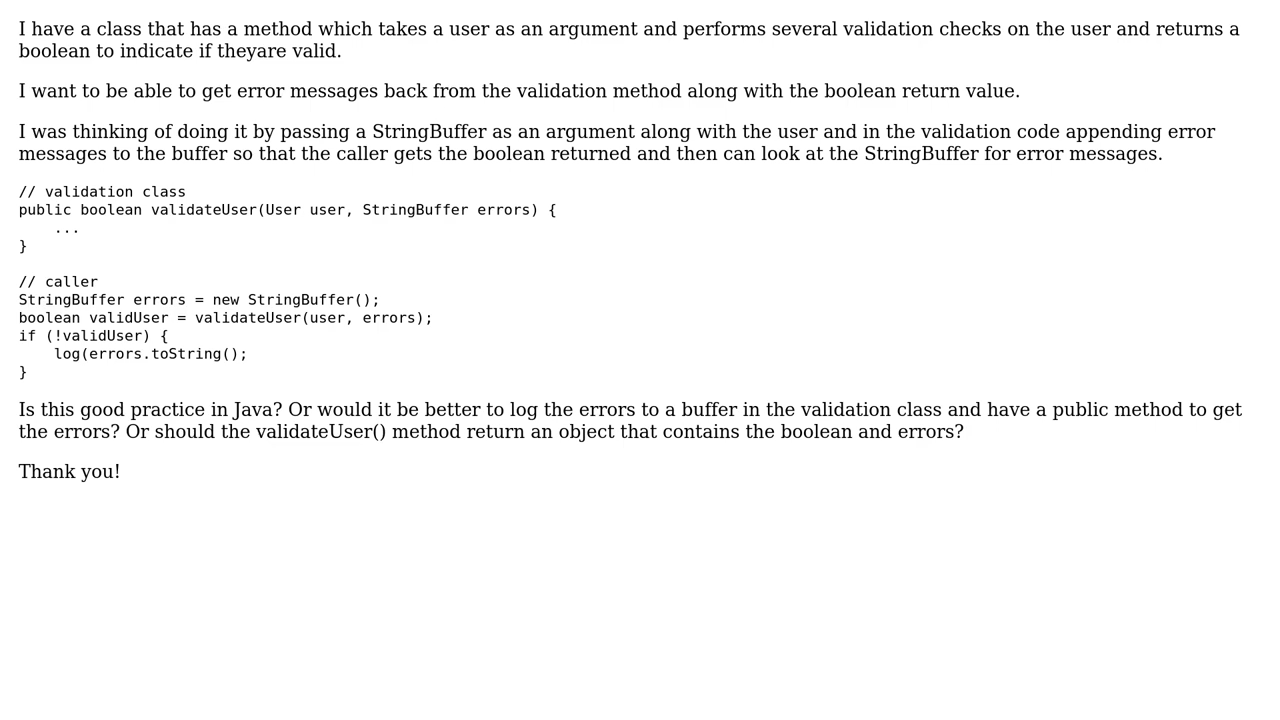 I have a class that has a method which takes a user as an argument and performs several validation checks on the user and returns a
boolean to indicate if theyare valid.
I want to be able to get error messages back from the validation method along with the boolean return value.
I was thinking of doing it by passing a StringBuffer as an argument along with the user and in the validation code appending error
messages to the buffer so that the caller gets the boolean returned and then can look at the StringBuffer for error messages.
// validation class
public boolean validateUser(User user, StringBuffer errors) {
    ...
}
// caller
StringBuffer errors = new StringBuffer();
boolean validUser = validateUser(user, errors);
if (!validUser) {
    log(errors.toString();
}
Is this good practice in Java? Or would it be better to log the errors to a buffer in the validation class and have a public method to get
the errors? Or should the validateUser() method return an object that contains the boolean and errors?
Thank you!